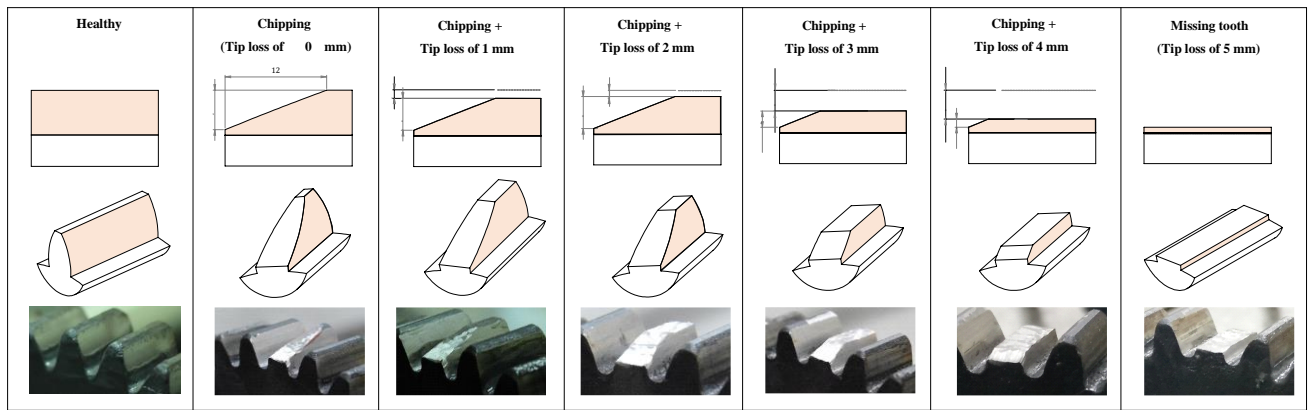 Healthy
Chipping
(Tip loss of 0 mm)
Chipping +
Tip loss of 1 mm
Chipping +
Tip loss of 2 mm
Chipping +
Tip loss of 3 mm
Chipping +
Tip loss of 4 mm
Missing tooth
(Tip loss of 5 mm)
12